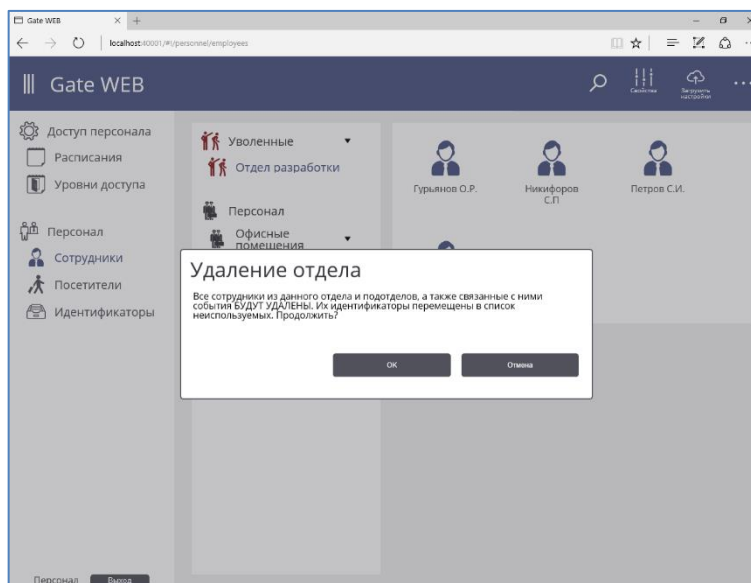 Gate WEB
localhost:40001/#!/personnel/employees
Gate WEB
Свойства
Загрузить
настройки
Доступ персонала
Расписания
Уровни доступа
Персонал
Сотрудники
Посетители
Идентификаторы
Уволенные
Отдел разработки
Персонал
Офисные
помещения
Гурьянов О.Р.
Никифоров
С.П
Петров С.И.
Удаление отдела
Все сотрудники из данного отдела и подотделов, а также связанные с ними
события БУДУТ УДАЛЕНЫ. Их идентификаторы перемещены в список
неиспользуемых. Продолжить?
ОК
Отмена
Персонал
Выход